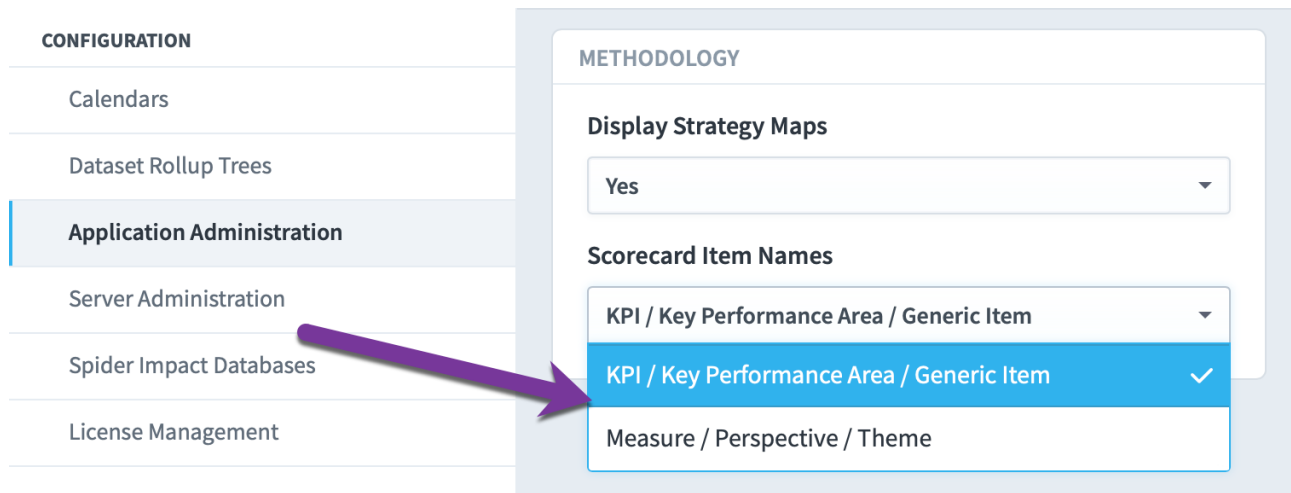 CONFIGURATION
Calendars
Dataset Rollup Trees
Application Administration
Server Administration
Spider Impact Databases
License Management
METHODOLOGY
Display Strategy Maps
Yes
Scorecard Item Names
KPI / Key Performance Area / Generic Item
KPI / Key Performance Area / Generic Item
Measure / Perspective / Theme